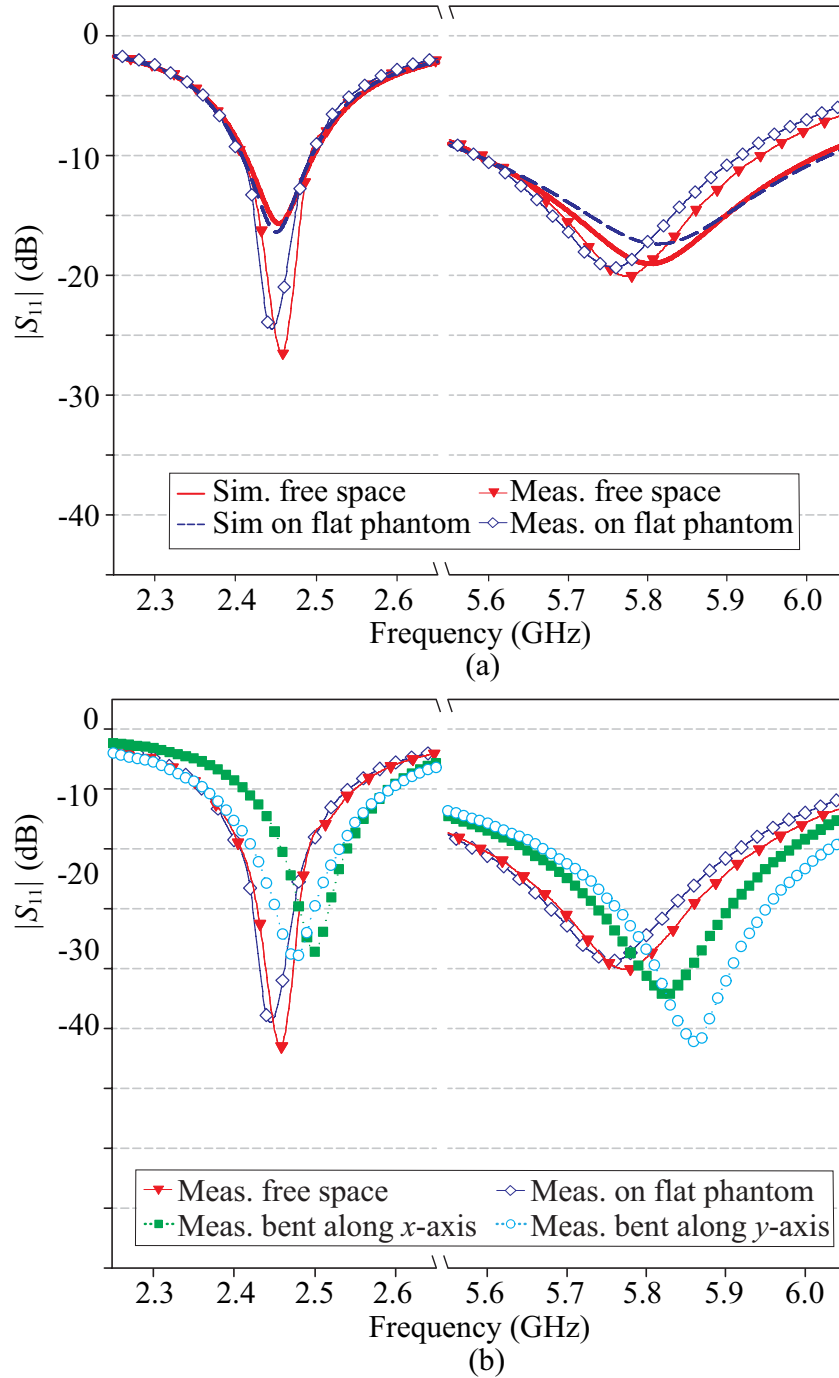 0
-10
-20
-30
-40
|S11| (dB)
Sim. free space
Meas. free space
Sim on flat phantom
Meas. on flat phantom
2.3 2.4 2.5 2.6 5.6 5.7 5.8 5.9 6.0
Frequency (GHz)
(a)
0
-10
-20
-30
-40
|S11| (dB)
Meas. free space
Meas. on flat phantom
Meas. bent along x-axis
Meas. bent along y-axis
2.3 2.4 2.5 2.6 5.6 5.7 5.8 5.9 6.0
Frequency (GHz)
(b)